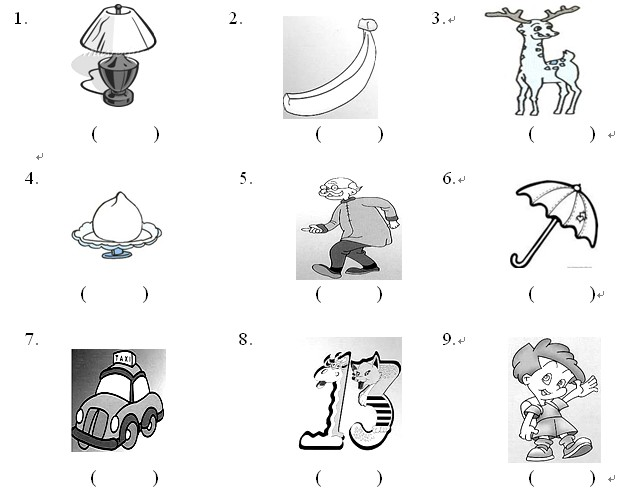 1. 2. 3.
( ) ( ) ( )
4. 5. 6.
( ) ( ) ( )
7. 8. 9.
TAXI
13
( ) ( ) ( )